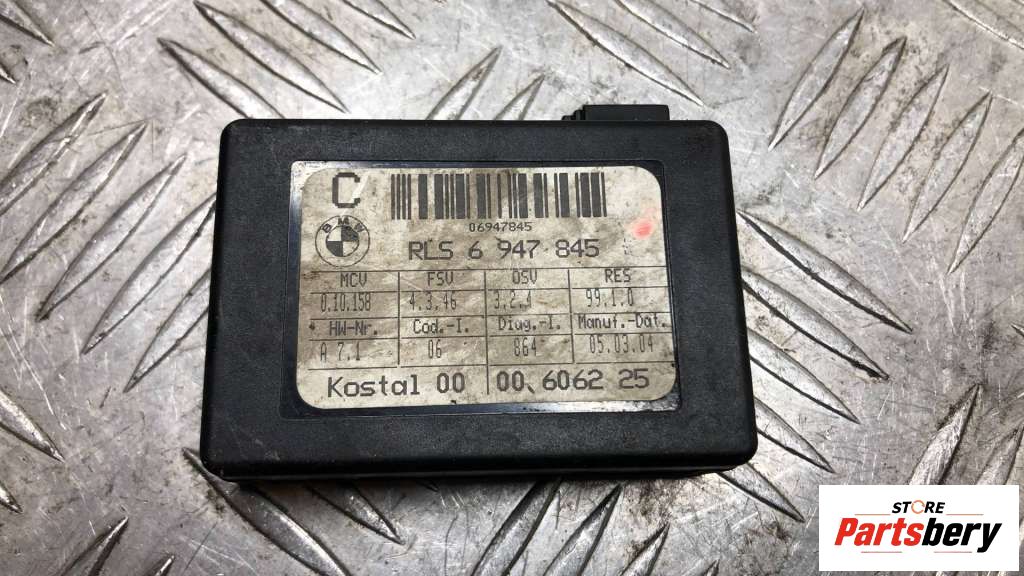 C
06947845
BMW
RLS 6 947 845
MCV FSV OSV RES
0.10.158 4.3.46 3.2.4 99.1.0
HW-Nr. Cod.-I. Diag.-I. Manuf.-Dat.
A 7.1 06 864 05.03.04
Kostal 00 00.6062 25
STORE
Partsbery